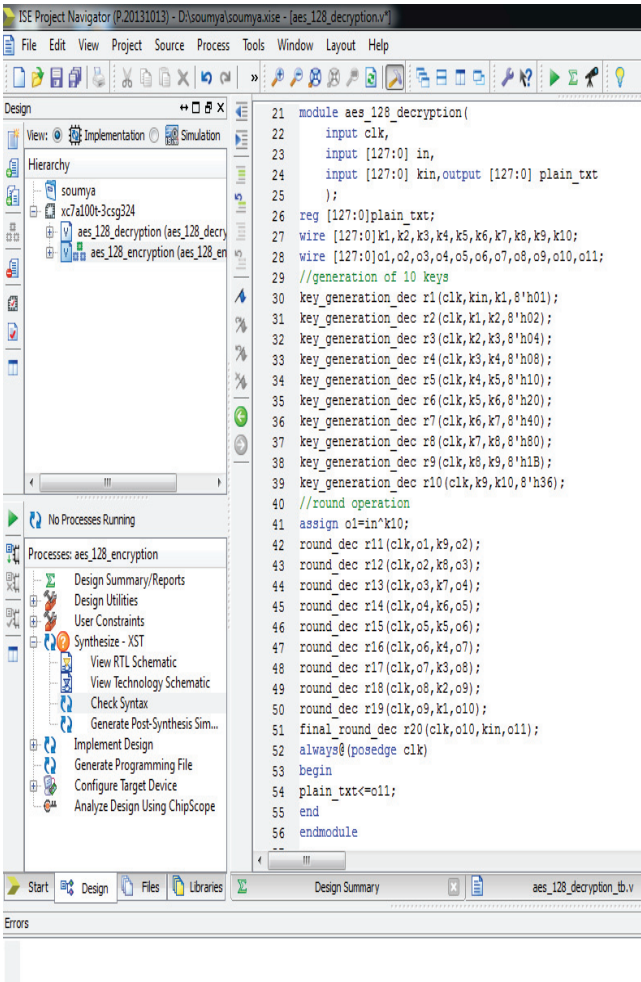 ISE Project Navigator (P.20131013) - D:\soumya\soumya.xise - [aes_128_decryption.v*]
File Edit View Project Source Process Tools Window Layout Help
Design
View: Implementation Simulation
Hierarchy
soumya
xc7a100t-3csg324
aes_128_decryption (aes_128_decry
aes_128_encryption (aes_128_en
No Processes Running
Processes: aes_128_encryption
Design Summary/Reports
Design Utilities
User Constraints
Synthesize - XST
View RTL Schematic
View Technology Schematic
Check Syntax
Generate Post-Synthesis Sim...
Implement Design
Generate Programming File
Configure Target Device
Analyze Design Using ChipScope
21 module aes_128_decryption(
22 input clk,
23 input [127:0] in,
24 input [127:0] kin,output [127:0] plain_txt
25 );
26 reg [127:0]plain_txt;
27 wire [127:0]k1,k2,k3,k4,k5,k6,k7,k8,k9,k10;
28 wire [127:0]o1,o2,o3,o4,o5,o6,o7,o8,o9,o10,o11;
29 //generation of 10 keys
30 key_generation_dec r1(clk,kin,k1,8'h01);
31 key_generation_dec r2(clk,k1,k2,8'h02);
32 key_generation_dec r3(clk,k2,k3,8'h04);
33 key_generation_dec r4(clk,k3,k4,8'h08);
34 key_generation_dec r5(clk,k4,k5,8'h10);
35 key_generation_dec r6(clk,k5,k6,8'h20);
36 key_generation_dec r7(clk,k6,k7,8'h40);
37 key_generation_dec r8(clk,k7,k8,8'h80);
38 key_generation_dec r9(clk,k8,k9,8'h1B);
39 key_generation_dec r10(clk,k9,k10,8'h36);
40 //round operation
41 assign o1=in^k10;
42 round_dec r11(clk,o1,k9,o2);
43 round_dec r12(clk,o2,k8,o3);
44 round_dec r13(clk,o3,k7,o4);
45 round_dec r14(clk,o4,k6,o5);
46 round_dec r15(clk,o5,k5,o6);
47 round_dec r16(clk,o6,k4,o7);
48 round_dec r17(clk,o7,k3,o8);
49 round_dec r18(clk,o8,k2,o9);
50 round_dec r19(clk,o9,k1,o10);
51 final_round_dec r20(clk,o10,kin,o11);
52 always@(posedge clk)
53 begin
54 plain_txt<=o11;
55 end
56 endmodule
Start Design Files Libraries Design Summary aes_128_decryption_tb.v
Errors